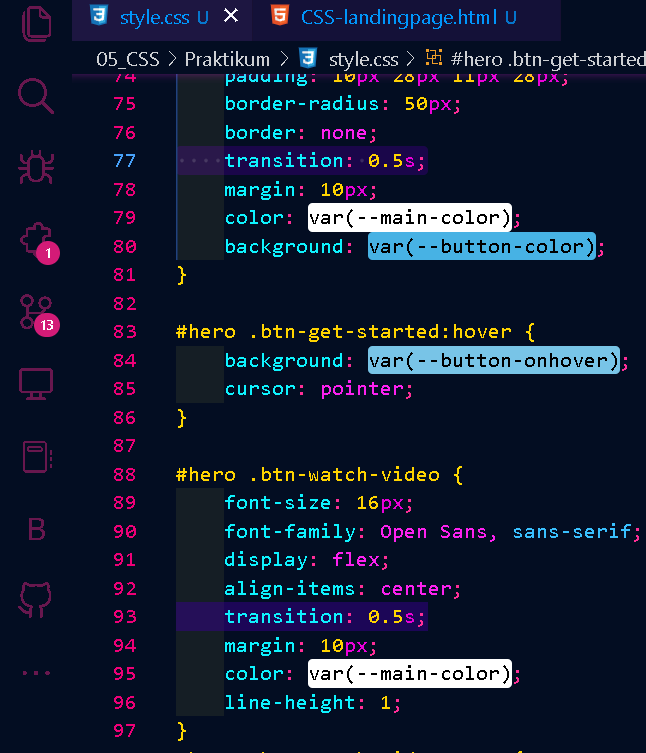 style.css U
CSS-landingpage.html U
05_CSS > Praktikum > style.css > #hero .btn-get-started
74 padding: 10px 28px 11px 28px;
75 border-radius: 50px;
76 border: none;
77 transition: 0.5s;
78 margin: 10px;
79 color: var(--main-color);
80 background: var(--button-color);
81 }
82
83 #hero .btn-get-started:hover {
84 background: var(--button-onhover);
85 cursor: pointer;
86 }
87
88 #hero .btn-watch-video {
89 font-size: 16px;
90 font-family: Open Sans, sans-serif;
91 display: flex;
92 align-items: center;
93 transition: 0.5s;
94 margin: 10px;
95 color: var(--main-color);
96 line-height: 1;
97 }
1
13
B